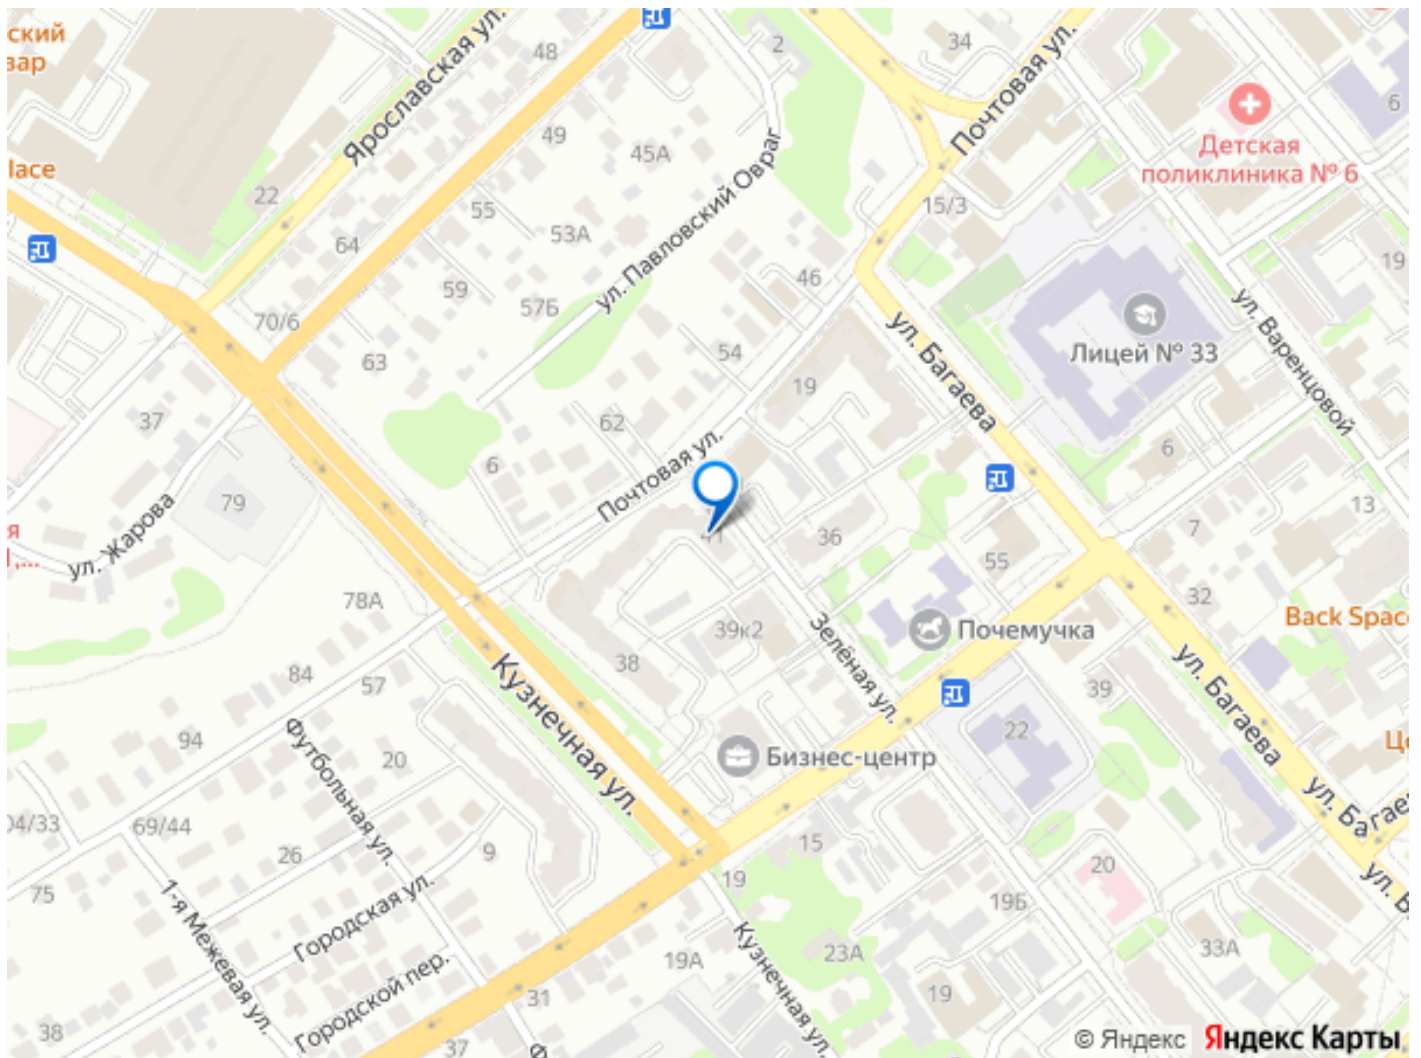 ский
зар
lace
Ярославская ул.
48
2
34
Почтовая ул.
6
Детская
поликлиника № 6
49
45А
22
55
53А
15/3
64
ул. Павловский Овраг
59
57Б
46
19
70/6
63
54
ул. Багаева
Лицей № 33
ул. Варенцовой
37
62
19
6
Почтовая ул.
6
79
ул. Жарова
я
41
36
55
7
13
78А
39к2
Зелёная ул.
Почемучка
32
Back Spac
38
84
57
Кузнечная ул.
ул. Багаева
39
22
94
20
Футбольная ул.
Бизнес-центр
Це
04/33
69/44
26
9
15
ул. Багаев
20
75
19
19Б
ул. Б
1-я Межевая ул.
Городская ул.
19А
Кузнечная ул.
23А
33А
Городской пер.
31
19
38
37
Ф
© Яндекс Яндекс Карты